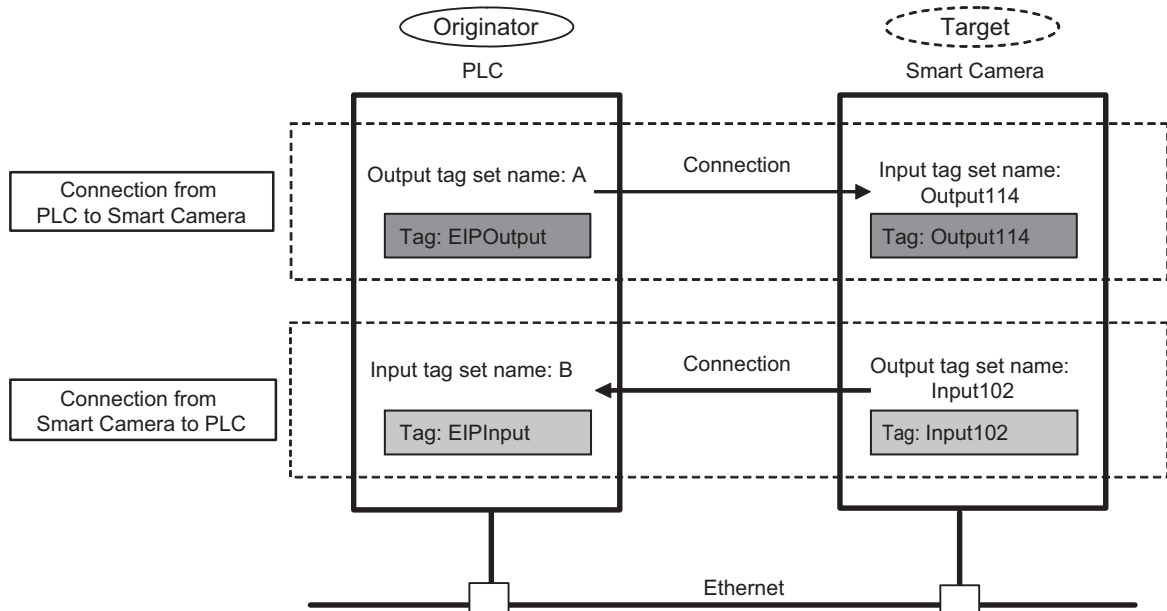 Originator
Target
PLC
Smart Camera
Connection from
PLC to Smart Camera
Output tag set name: A
Connection
Input tag set name:
Output114
Tag: EIPOutput
Tag: Output114
Connection from
Smart Camera to PLC
Input tag set name: B
Connection
Output tag set name:
Input102
Tag: EIPInput
Tag: Input102
Ethernet